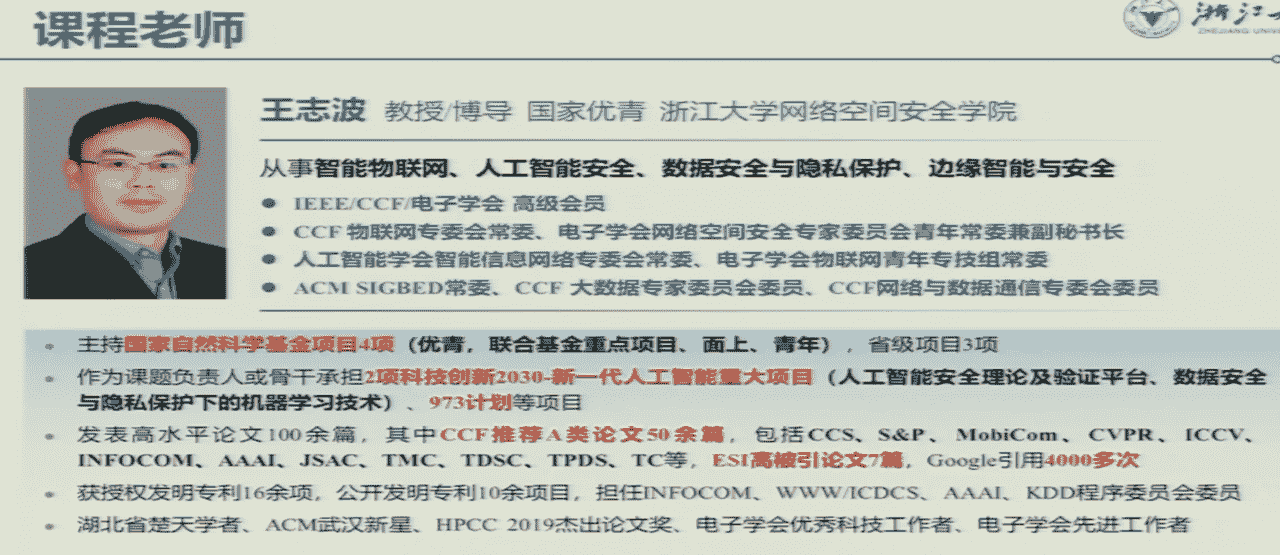 课程老师
浙江大
ZHEJIANG UNIVE
王志波 教授/博导 国家优青 浙江大学网络空间安全学院
从事智能物联网、人工智能安全、数据安全与隐私保护、边缘智能与安全
● IEEE/CCF/电子学会 高级会员
● CCF 物联网专委会常委、电子学会网络空间安全专家委员会青年常委兼副秘书长
● 人工智能学会智能信息网络专委会常委、电子学会物联网青年专技组常委
● ACM SIGBED常委、CCF 大数据专家委员会委员、CCF网络与数据通信专委会委员
• 主持国家自然科学基金项目4项（优青，联合基金重点项目、面上、青年），省级项目3项
• 作为课题负责人或骨干承担2项科技创新2030-新一代人工智能重大项目（人工智能安全理论及验证平台、数据安全
与隐私保护下的机器学习技术）、973计划等项目
• 发表高水平论文100余篇，其中CCF推荐A类论文50余篇，包括CCS、S&P、MobiCom、CVPR、ICCV、
INFOCOM、AAAI、JSAC、TMC、TDSC、TPDS、TC等，ESI高被引论文7篇，Google引用4000多次
• 获授权发明专利16余项，公开发明专利10余项目，担任INFOCOM、WWW/ICDCS、AAAI、KDD程序委员会委员
• 湖北省楚天学者、ACM武汉新星、HPCC 2019杰出论文奖、电子学会优秀科技工作者、电子学会先进工作者